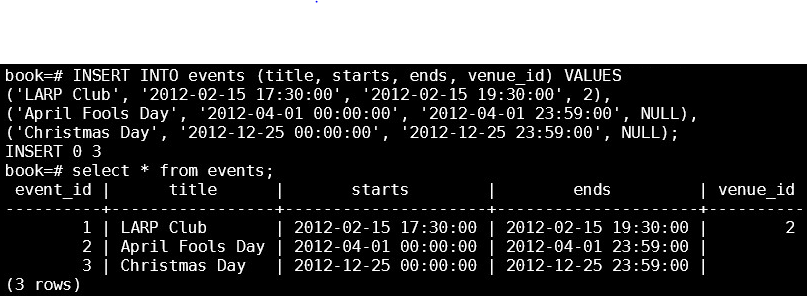 book=# INSERT INTO events (title, starts, ends, venue_id) VALUES
('LARP Club', '2012-02-15 17:30:00', '2012-02-15 19:30:00', 2),
('April Fools Day', '2012-04-01 00:00:00', '2012-04-01 23:59:00', NULL),
('Christmas Day', '2012-12-25 00:00:00', '2012-12-25 23:59:00', NULL);
INSERT 0 3
book=# select * from events;
 event_id |      title      |       starts        |        ends         | venue_id
----------+-----------------+---------------------+---------------------+----------
        1 | LARP Club       | 2012-02-15 17:30:00 | 2012-02-15 19:30:00 |        2
        2 | April Fools Day | 2012-04-01 00:00:00 | 2012-04-01 23:59:00 |
        3 | Christmas Day   | 2012-12-25 00:00:00 | 2012-12-25 23:59:00 |
(3 rows)